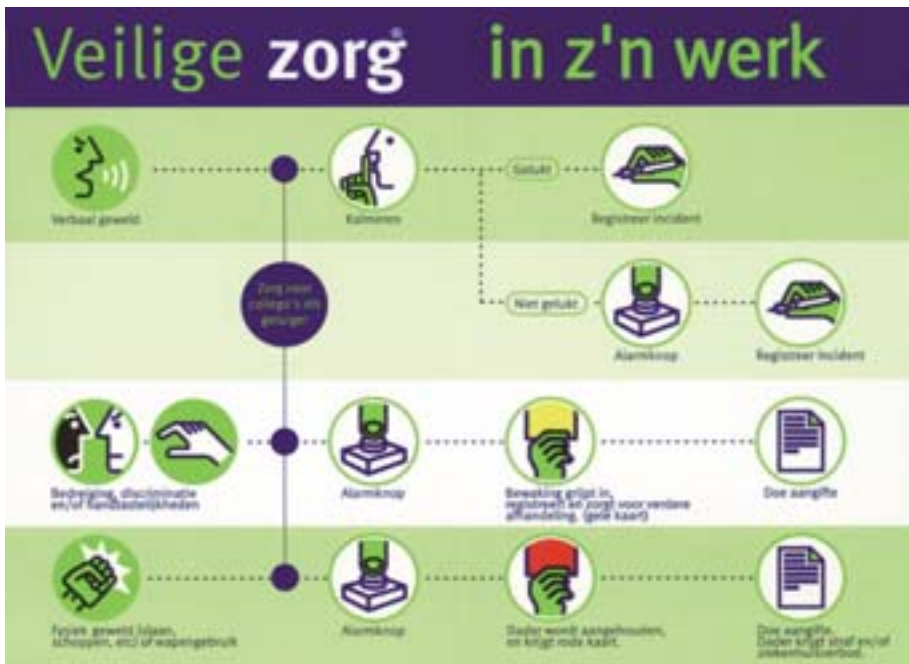 Veilige zorg® in z'n werk
Verbaal geweld
Kalmeren
Gelukt
Registreer incident
Zorg voor
collega's als
getuige!
Niet gelukt
Alarmknop
Registreer incident
Bedreiging, discriminatie
en/of handtastelijkheden
Alarmknop
Bewaking grijpt in,
registreert en zorgt voor verdere
afhandeling. (gele kaart)
Doe aangifte
Fysiek geweld (slaan,
schoppen, etc) of wapengebruik
Alarmknop
Dader wordt aangehouden,
en krijgt rode kaart.
Doe aangifte.
Dader krijgt straf en/of
ziekenhuisverbod.